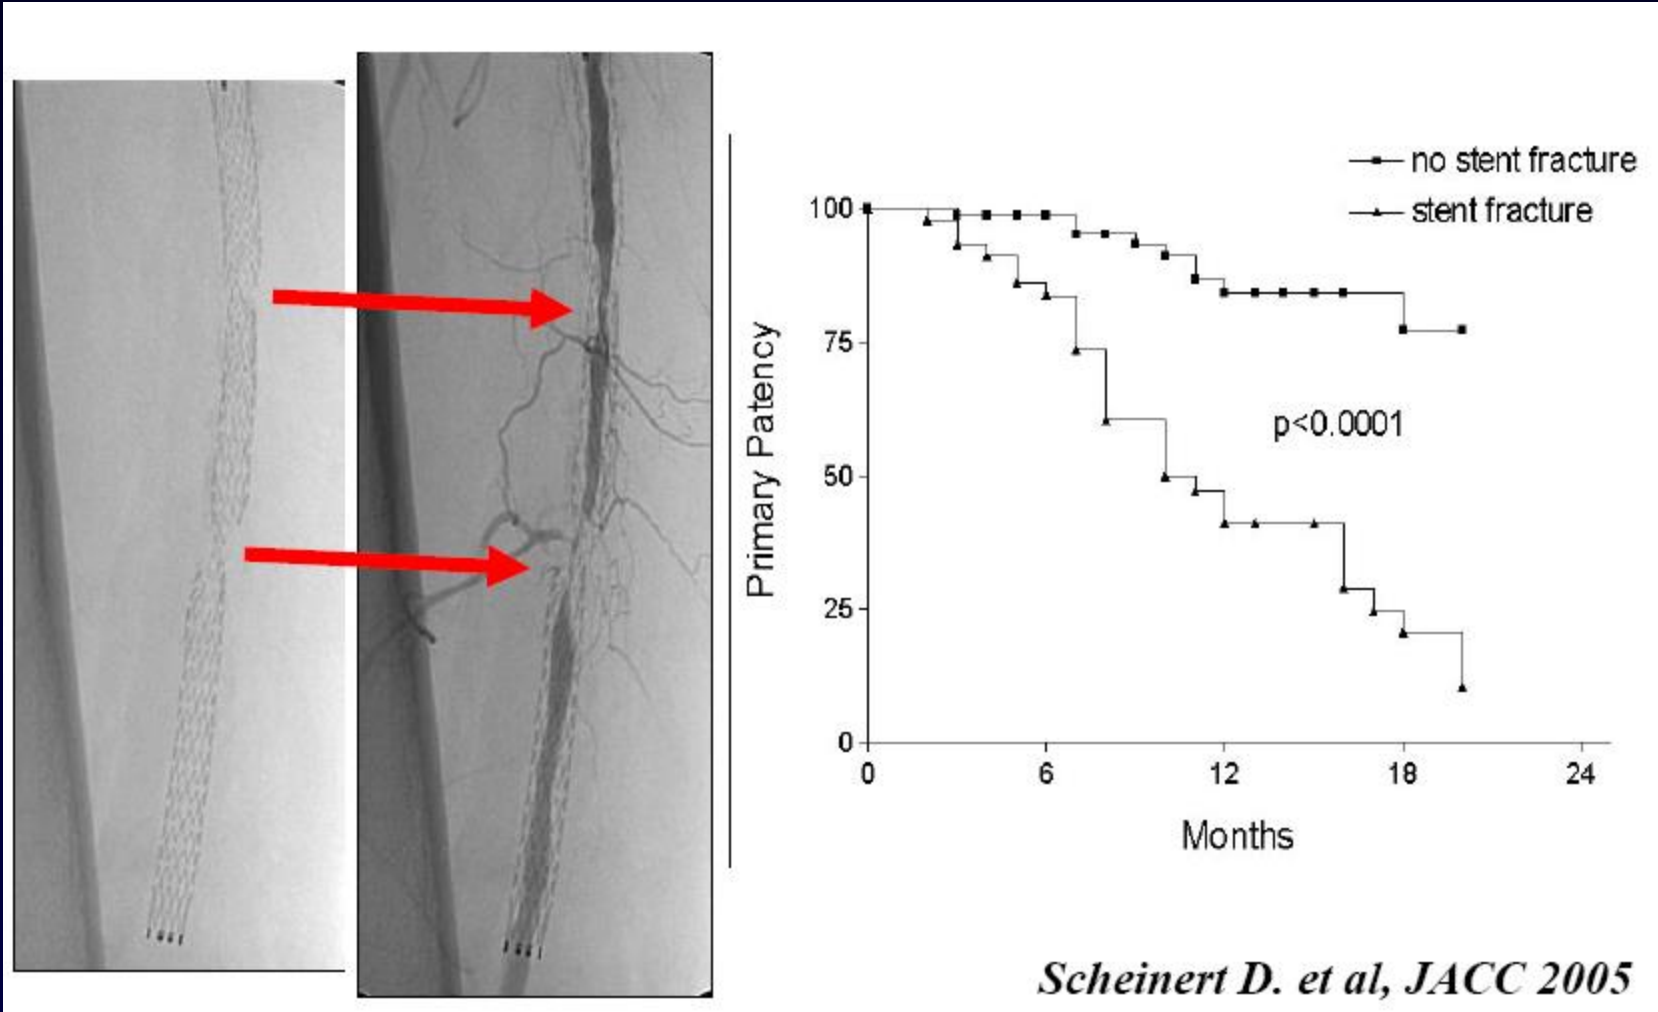 no stent fracture
stent fracture
Primary Patency
100
75
50
25
0
p<0.0001
0 6 12 18 24
Months
Scheinert D. et al, JACC 2005